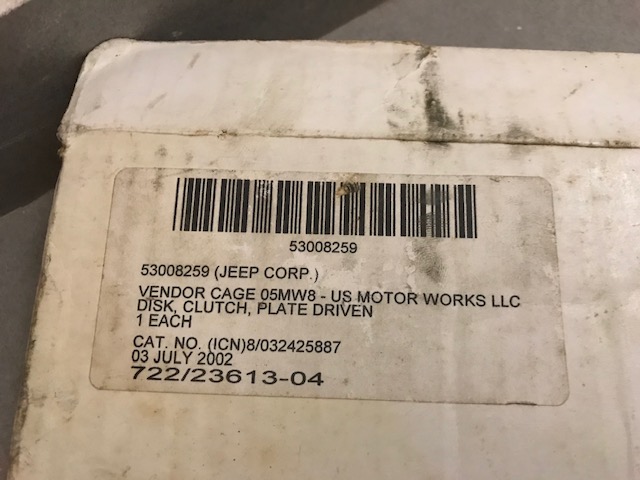 53008259
53008259 (JEEP CORP.)
VENDOR CAGE 05MW8 - US MOTOR WORKS LLC
DISK, CLUTCH, PLATE DRIVEN
1 EACH
CAT. NO. (ICN)8/032425887
03 JULY 2002
722/23613-04